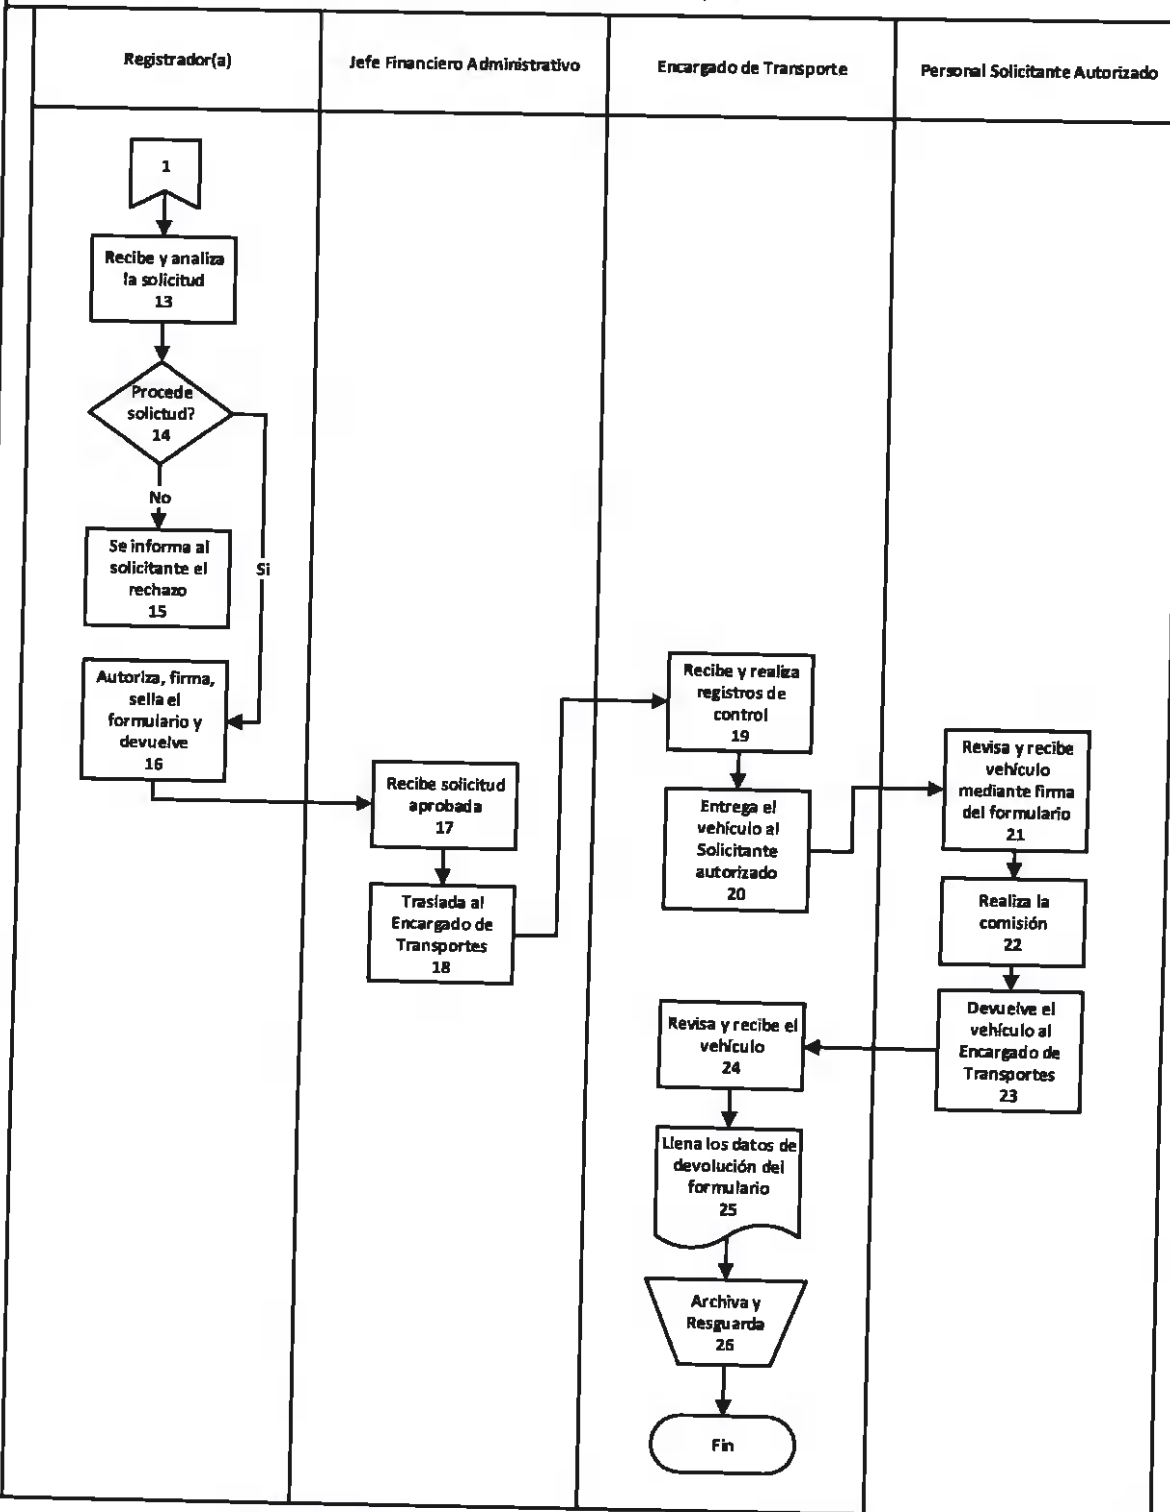 Registrador(a)
Jefe Financiero Administrativo
Encargado de Transporte
Personal Solicitante Autorizado
1
Recibe y analiza
la solicitud
13
Procede
solictud?
14
No
Si
Se informa al
solicitante el
rechazo
15
Autoriza, firma,
sella el
formulario y
devuelve
16
Recibe solicitud
aprobada
17
Traslada al
Encargado de
Transportes
18
Recibe y realiza
registros de
control
19
Entrega el
vehículo al
Solicitante
autorizado
20
Revisa y recibe
vehículo
mediante firma
del formulario
21
Realiza la
comisión
22
Devuelve el
vehículo al
Encargado de
Transportes
23
Revisa y recibe el
vehículo
24
Llena los datos de
devolución del
formulario
25
Archiva y
Resguarda
26
Fin